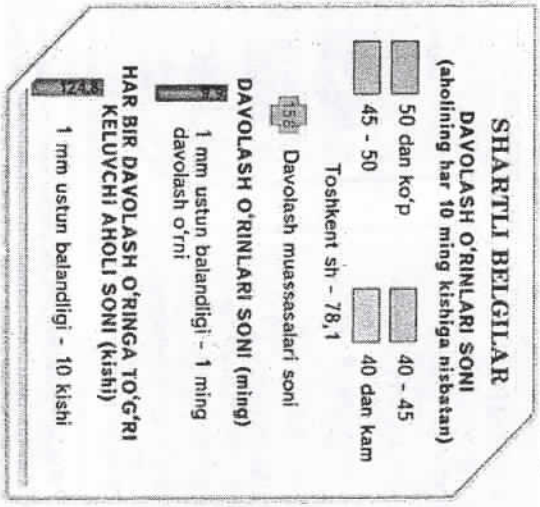 SHARTLI BELGILAR
DAVOLASH O'RINLARI SONI
(aholining har 10 ming kishiga nisbatan)
50 dan ko'p
40 - 45
45 - 50
40 dan kam
Toshkent sh - 78,1
158 Davolash muassasalari soni
DAVOLASH O'RINLARI SONI (ming)
9,9
1 mm ustun balandligi - 1 ming
davolash o'rni
HAR BIR DAVOLASH O'RINGA TO'G'RI
KELUVCHI AHOLI SONI (kishi)
124,8
1 mm ustun balandligi - 10 kishi